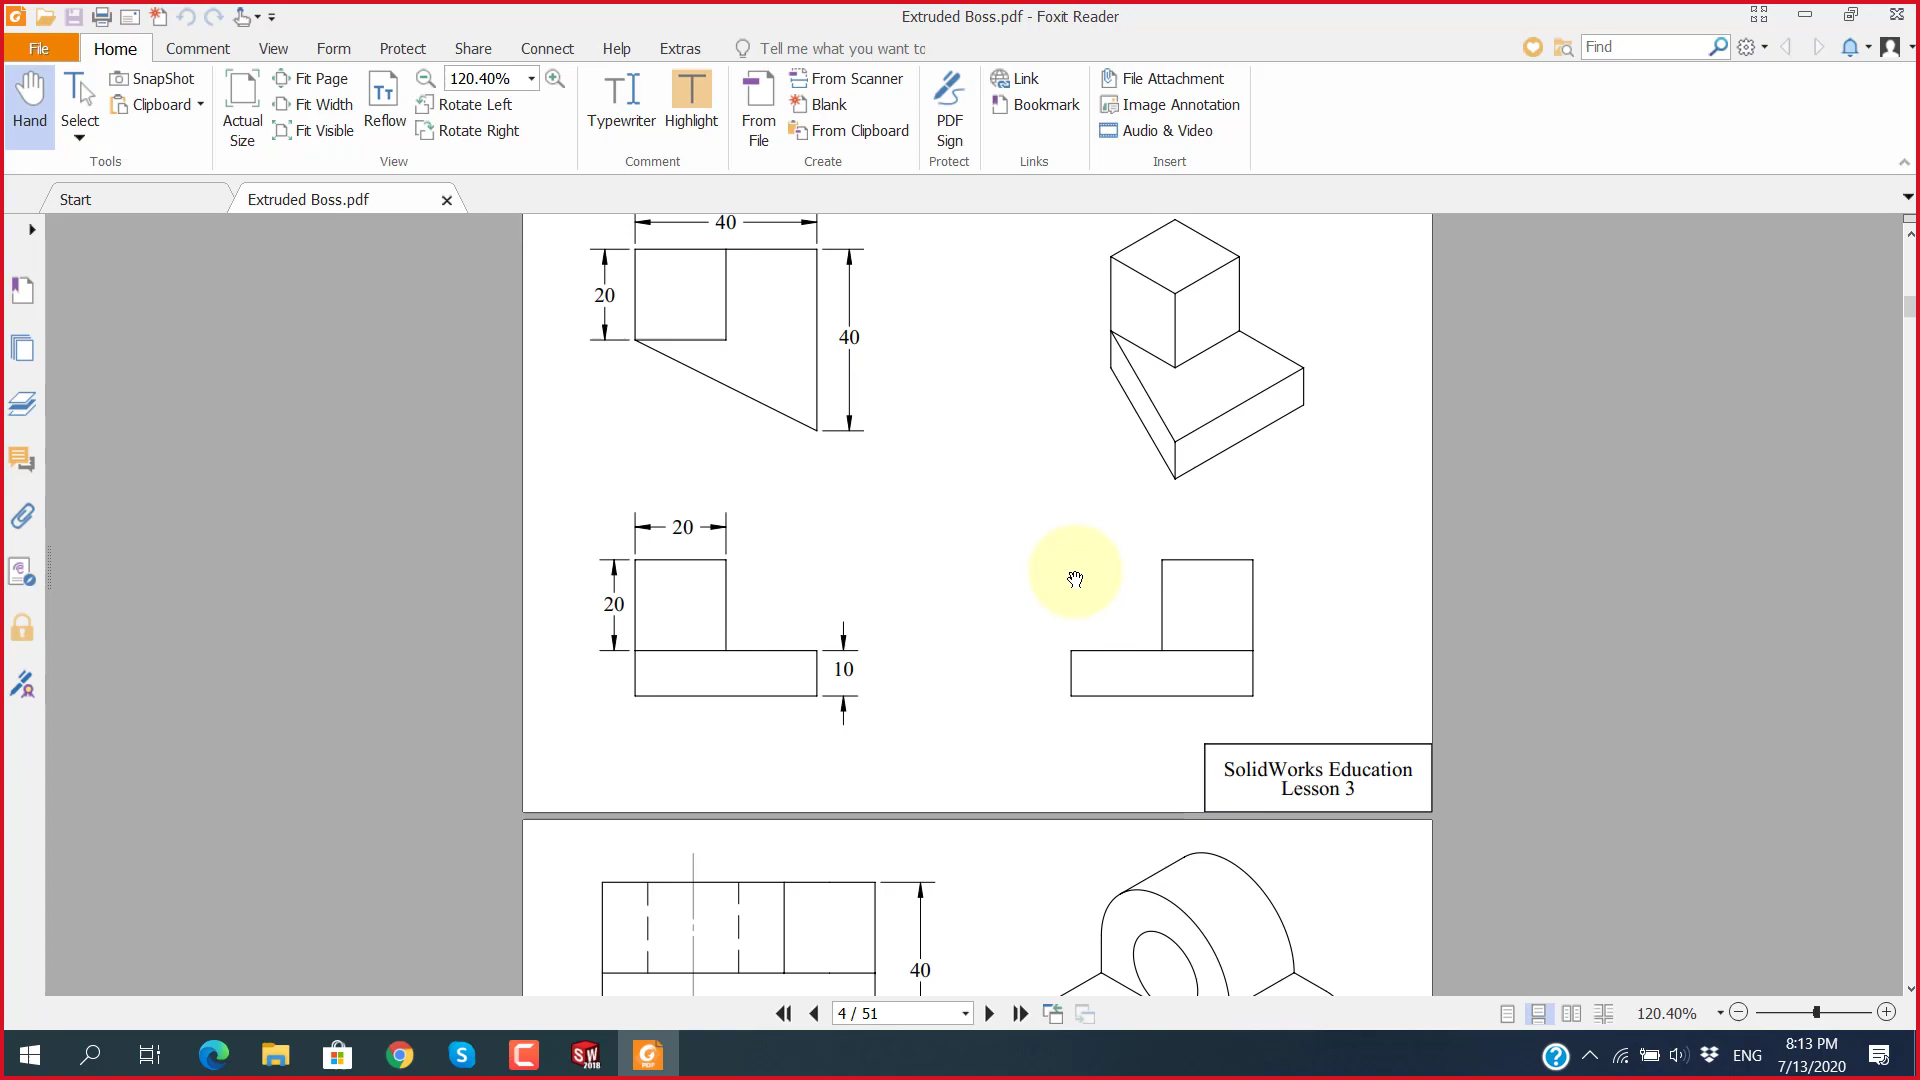 Extruded Boss.pdf - Foxit Reader
File Home Comment View Form Protect Share Connect Help Extras Tell me what you want to Find
Hand
Select
SnapShot
Clipboard
Tools
Actual Size
Fit Page
Fit Width
Fit Visible
Reflow
120.40%
Rotate Left
Rotate Right
View
Typewriter
Highlight
Comment
From File
From Scanner
Blank
From Clipboard
Create
PDF Sign
Protect
Link
Bookmark
Links
File Attachment
Image Annotation
Audio & Video
Insert
Start
Extruded Boss.pdf
40
20
40
20
20
10
SolidWorks Education
Lesson 3
40
4 / 51
120.40%
SW
2018
PDF
ENG
8:13 PM
7/13/2020